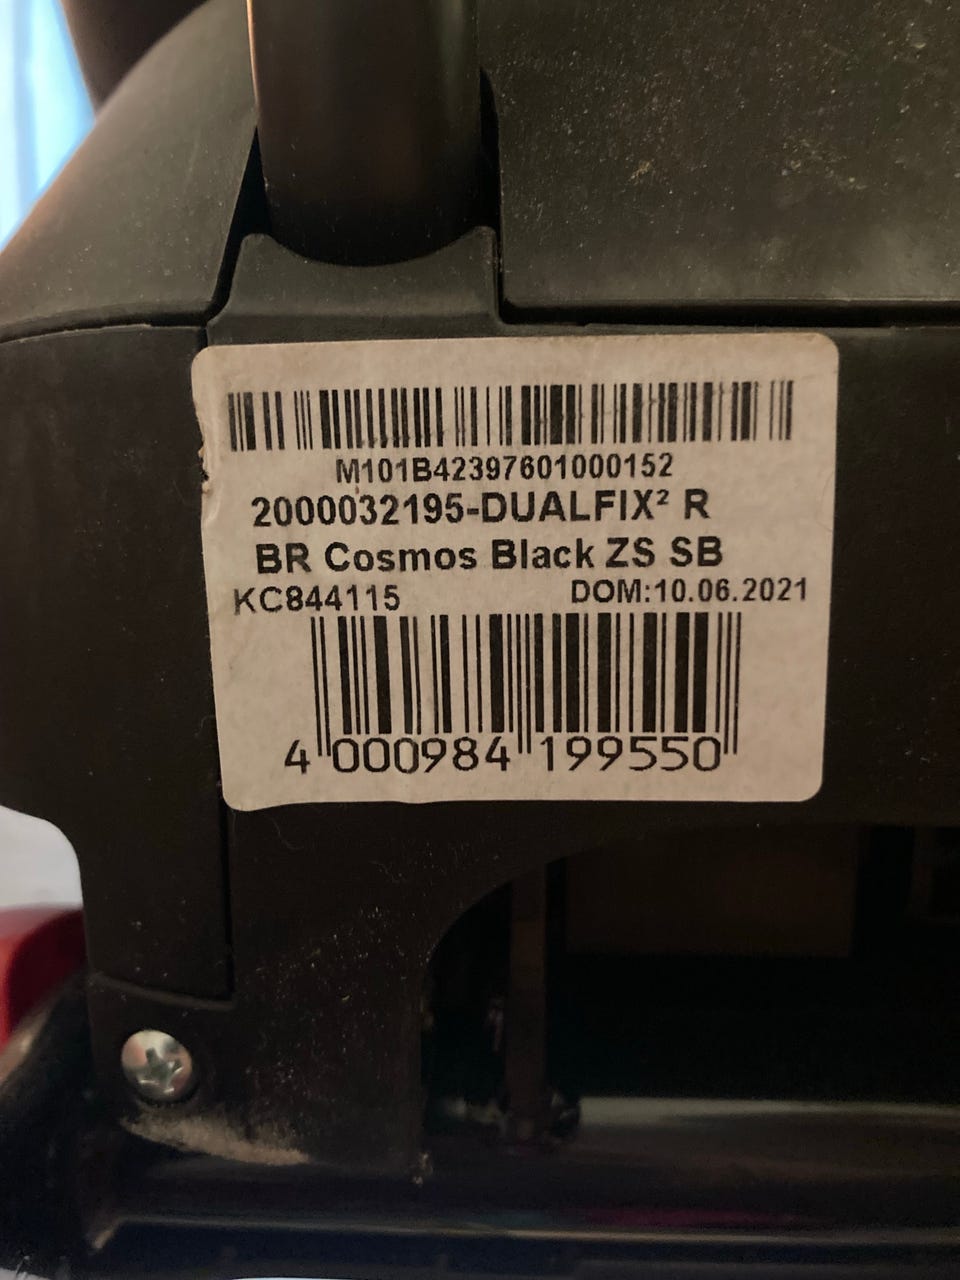 M101B42397601000152
2000032195-DUALFIX² R
BR Cosmos Black ZS SB
KC844115 DOM:10.06.2021
4 000984 199550